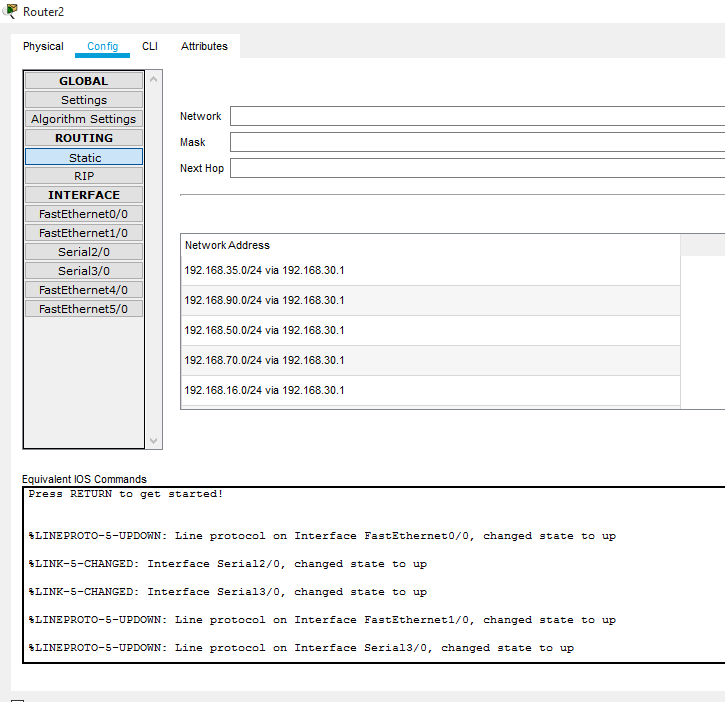 Router2
Physical Config CLI Attributes
GLOBAL
Settings
Algorithm Settings
ROUTING
Static
RIP
INTERFACE
FastEthernet0/0
FastEthernet1/0
Serial2/0
Serial3/0
FastEthernet4/0
FastEthernet5/0
Network
Mask
Next Hop
Network Address
192.168.35.0/24 via 192.168.30.1
192.168.90.0/24 via 192.168.30.1
192.168.50.0/24 via 192.168.30.1
192.168.70.0/24 via 192.168.30.1
192.168.16.0/24 via 192.168.30.1
Equivalent IOS Commands
Press RETURN to get started!
%LINEPROTO-5-UPDOWN: Line protocol on Interface FastEthernet0/0, changed state to up
%LINK-5-CHANGED: Interface Serial2/0, changed state to up
%LINK-5-CHANGED: Interface Serial3/0, changed state to up
%LINEPROTO-5-UPDOWN: Line protocol on Interface FastEthernet1/0, changed state to up
%LINEPROTO-5-UPDOWN: Line protocol on Interface Serial3/0, changed state to up